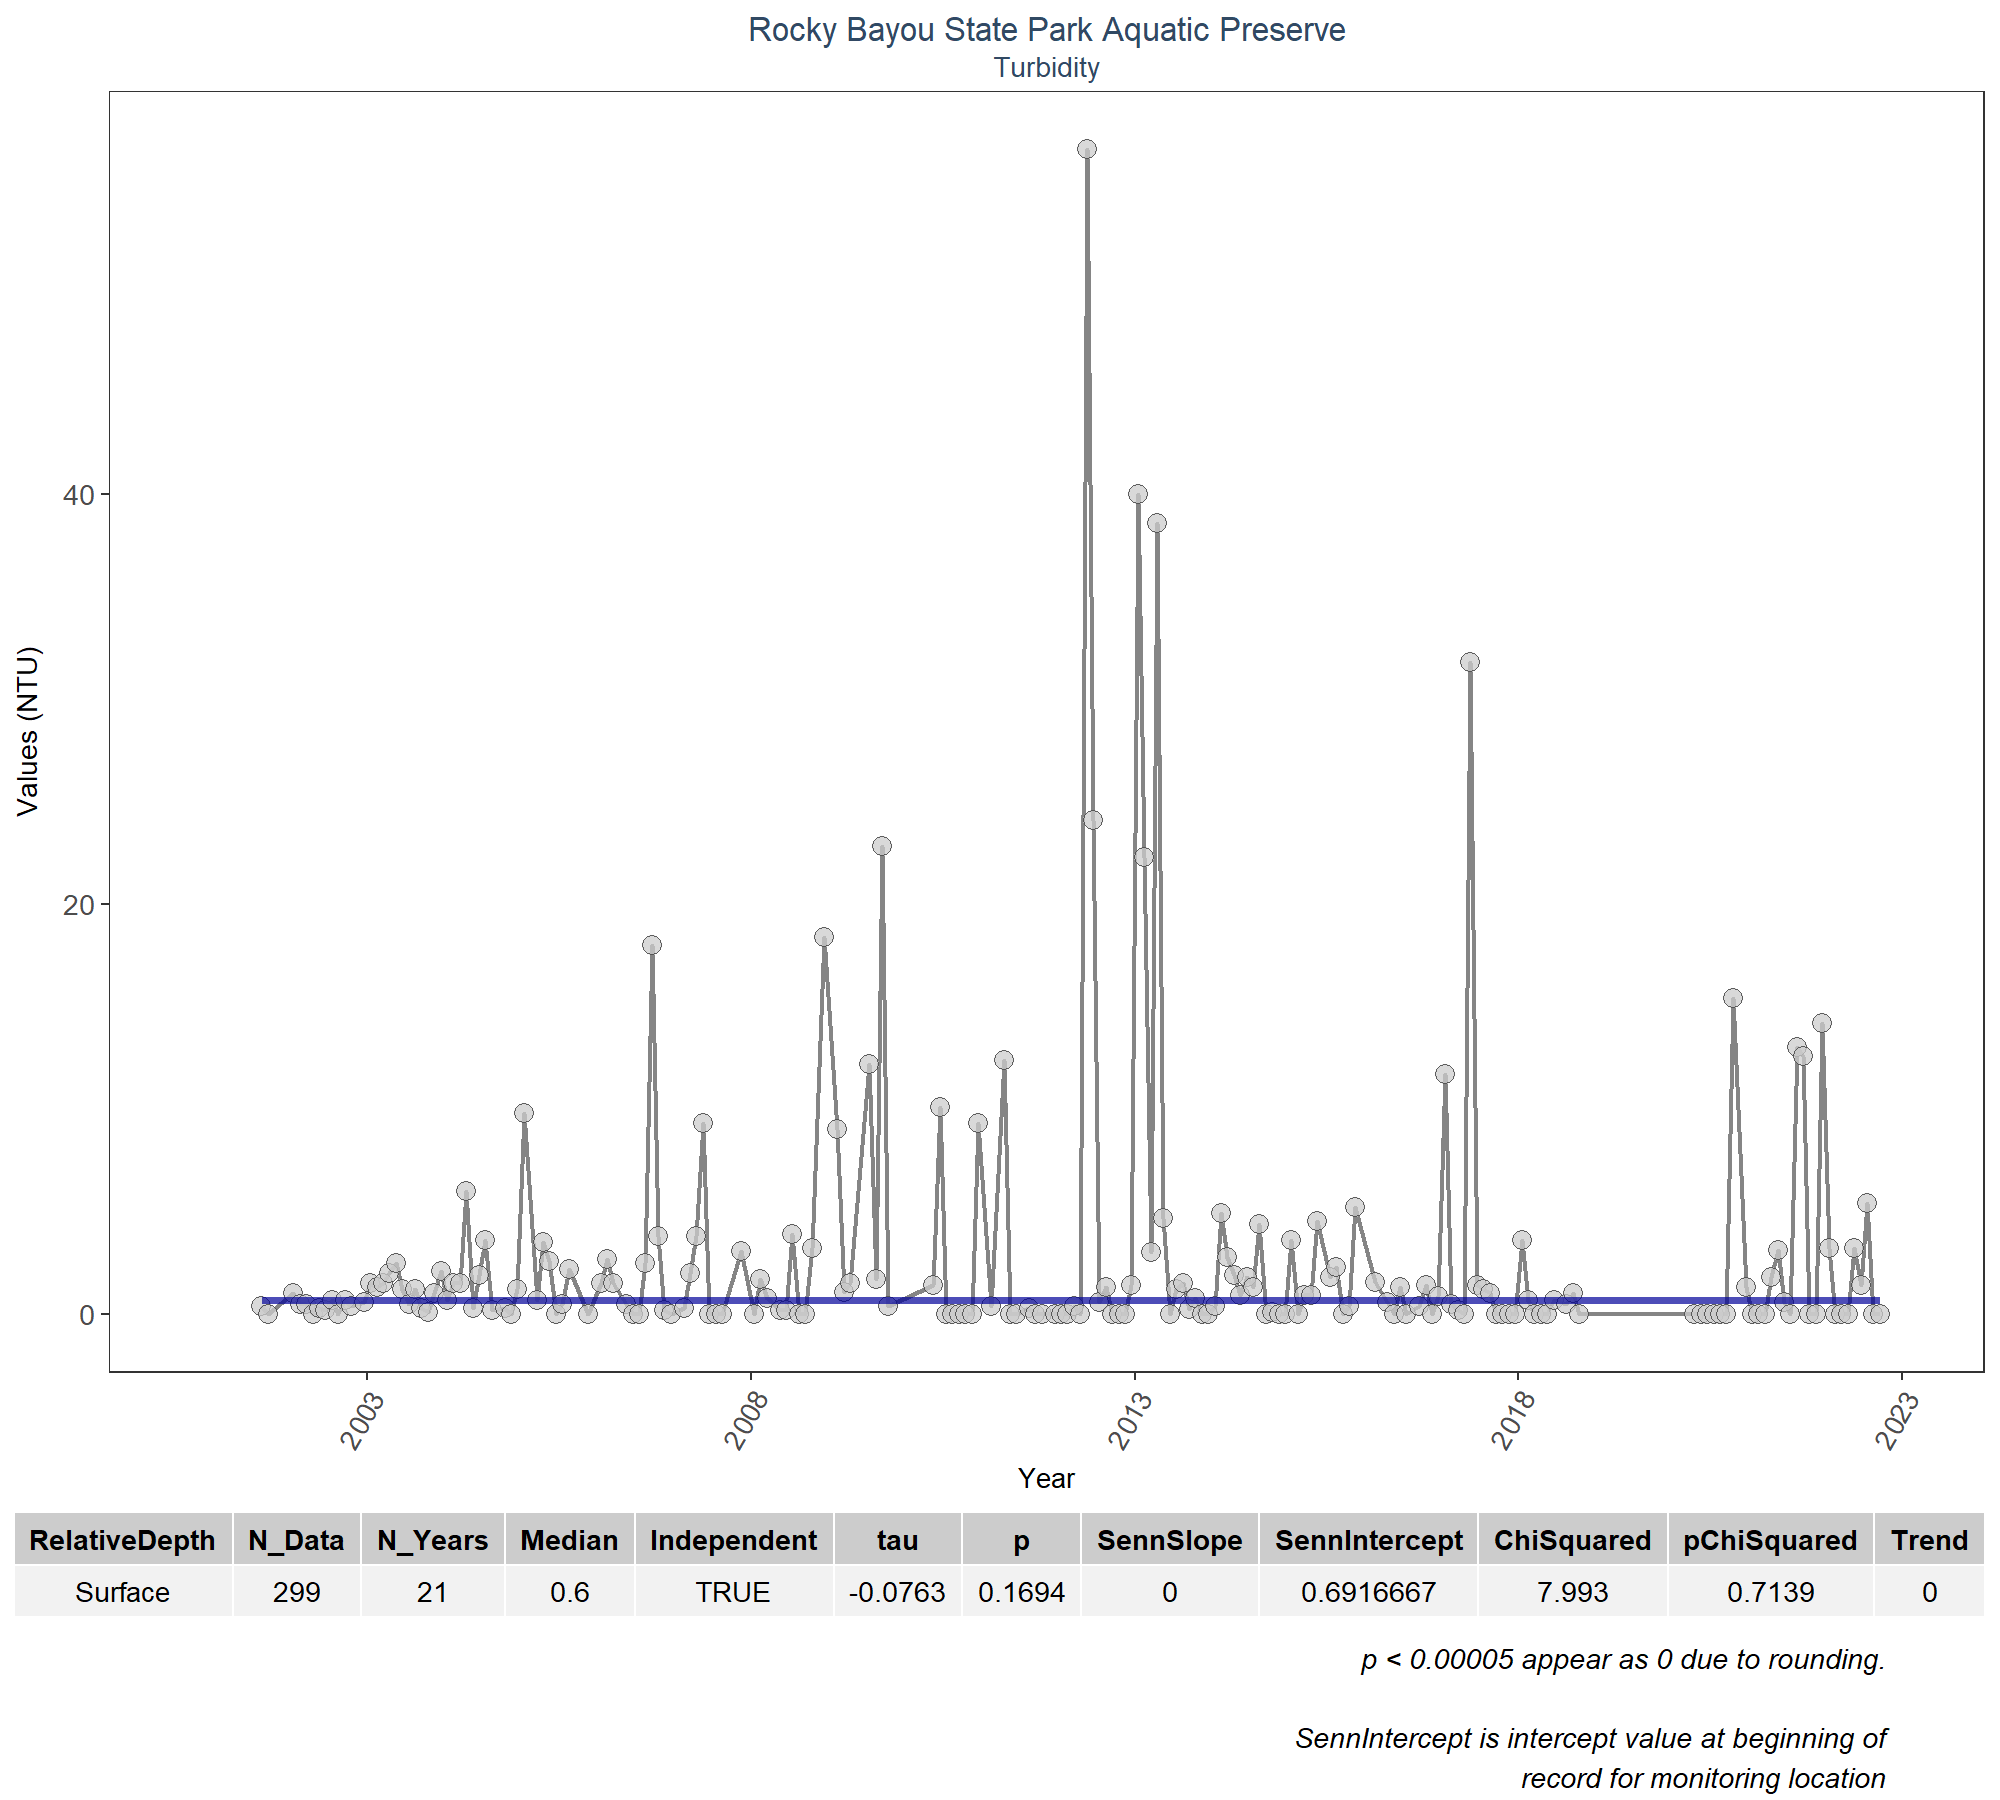 Rocky Bayou State Park Aquatic Preserve
Turbidity
Values (NTU)
40
20
0
2003 2008 2013 2018 2023
Year
RelativeDepth N_Data N_Years Median Independent tau p SennSlope SennIntercept ChiSquared pChiSquared Trend
Surface 299 21 0.6 TRUE -0.0763 0.1694 0 0.6916667 7.993 0.7139 0
p < 0.00005 appear as 0 due to rounding.
SennIntercept is intercept value at beginning of
record for monitoring location